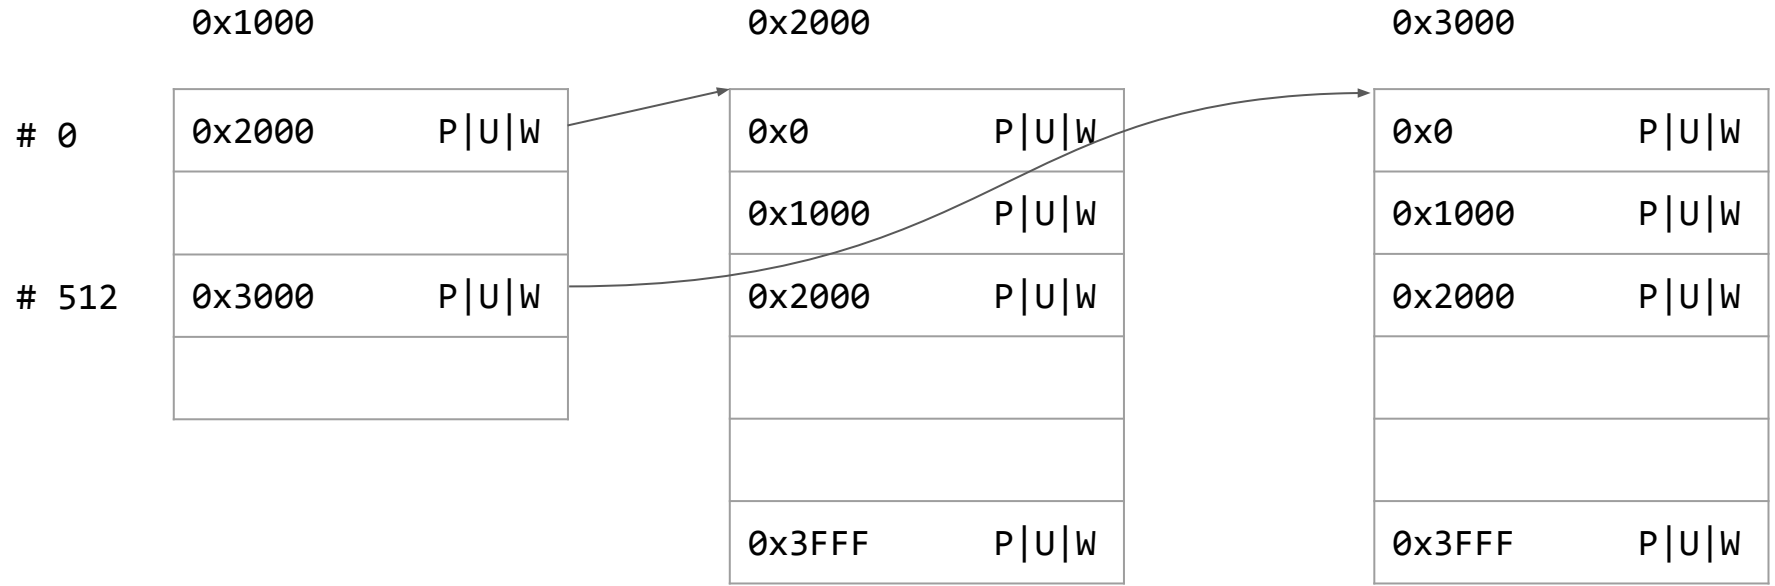 0x1000 0x2000 0x3000
# 0 0x2000 P|U|W 0x0 P|U|W 0x0 P|U|W
0x1000 P|U|W 0x1000 P|U|W
# 512 0x3000 P|U|W 0x2000 P|U|W 0x2000 P|U|W
0x3FFF P|U|W 0x3FFF P|U|W